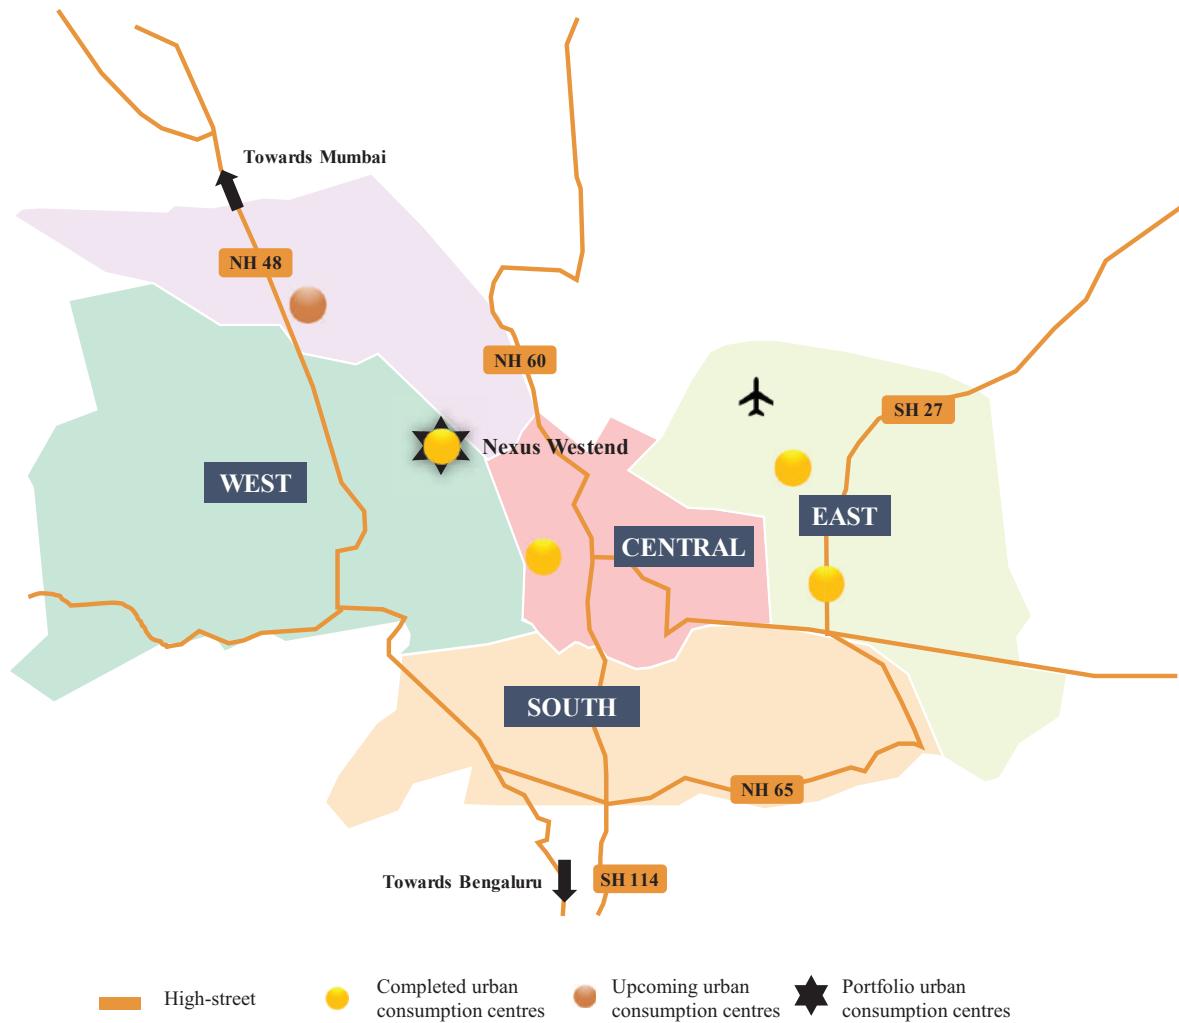 Towards Mumbai
NH 48
NH 60
SH 27
Nexus Westend
WEST
EAST
CENTRAL
SOUTH
NH 65
Towards Bengaluru
SH 114
High-street
Completed urban
consumption centres
Upcoming urban
consumption centres
Portfolio urban
consumption centres